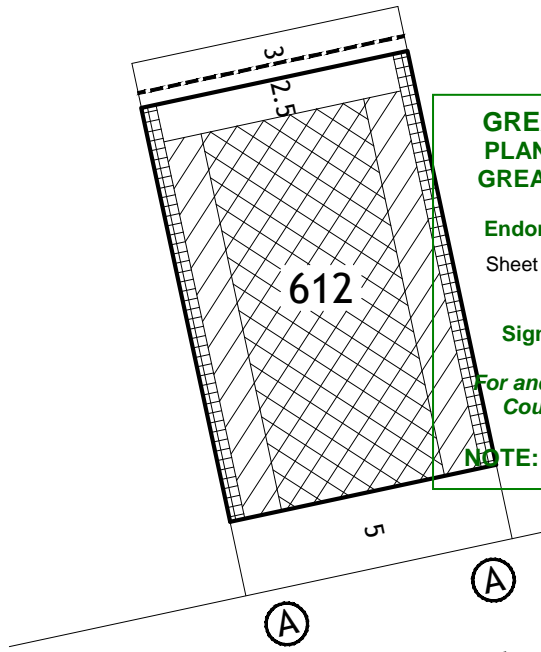 3
2.5
612
5
A
A
GRE
PLAN
GREA
Endor
Sheet
Sign
For and
Cou
NOTE: